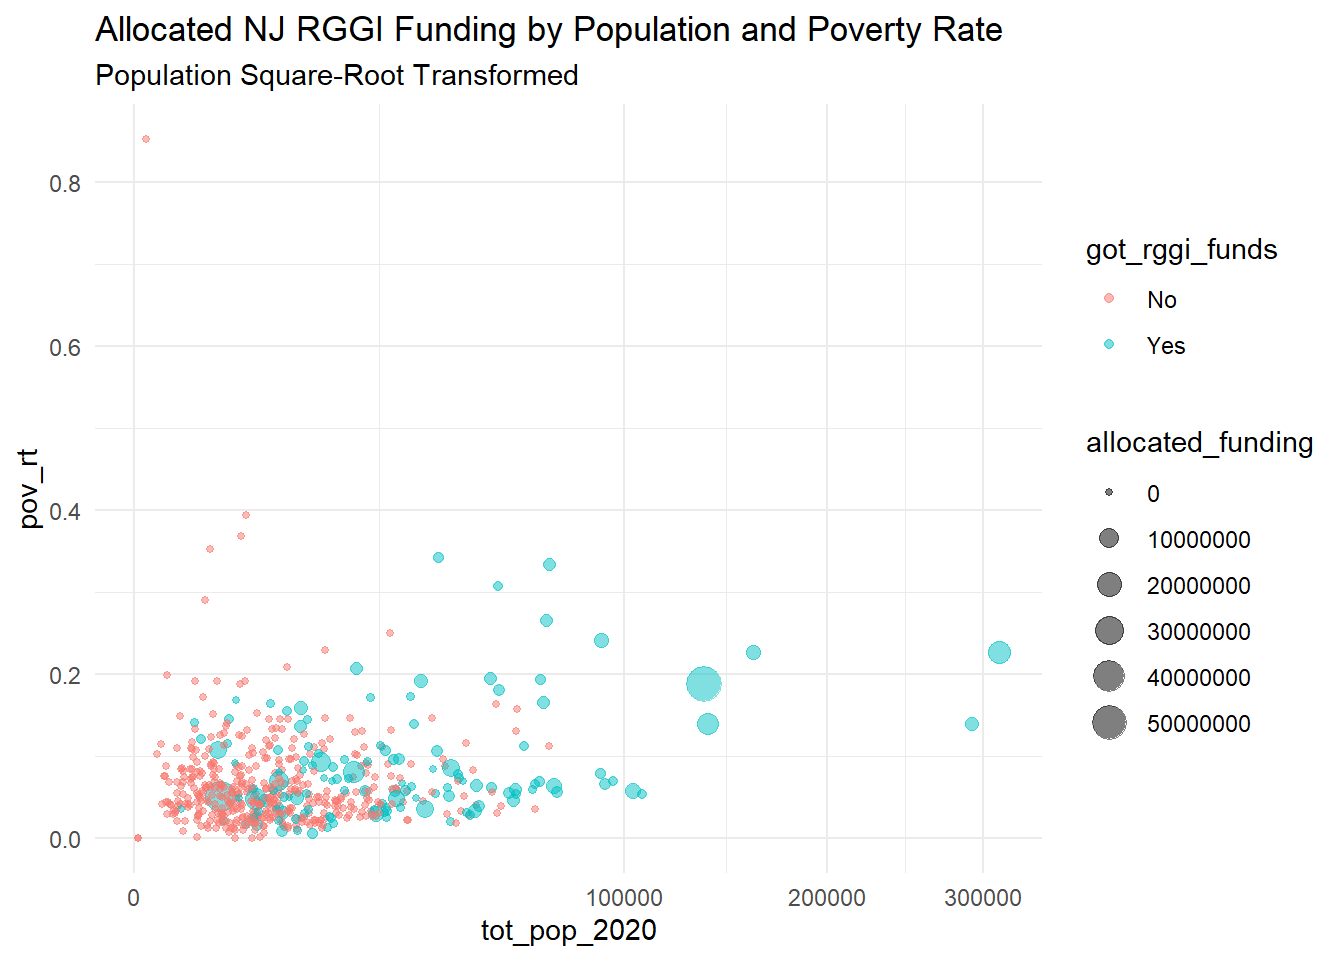 Allocated NJ RGGI Funding by Population and Poverty Rate
Population Square-Root Transformed
0.8
0.6
0.4
0.2
0.0
pov_rt
0
100000
200000
300000
tot_pop_2020
got_rggi_funds
No
Yes
allocated_funding
0
10000000
20000000
30000000
40000000
50000000